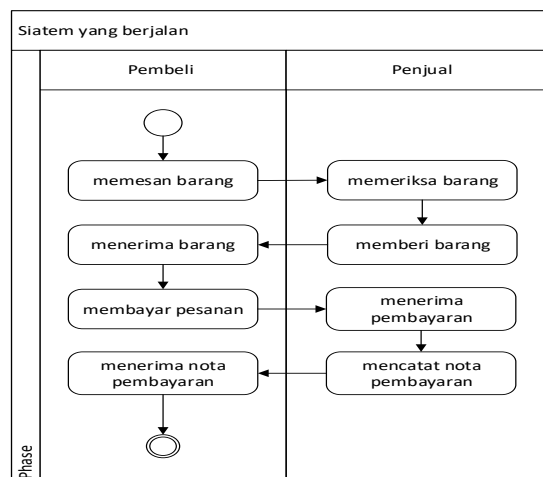 Siatem yang berjalan
Pembeli
Penjual
memesan barang
memeriksa barang
menerima barang
memberi barang
membayar pesanan
menerima
pembayaran
menerima nota
pembayaran
mencatat nota
pembayaran
Phase